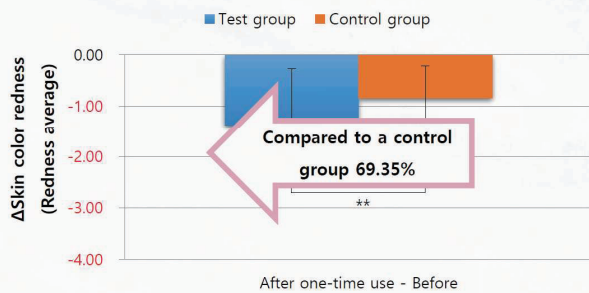 Test group Control group
0.00
-1.00
-2.00
-3.00
-4.00
ΔSkin color redness
(Redness average)
Compared to a control
group 69.35%
**
After one-time use - Before